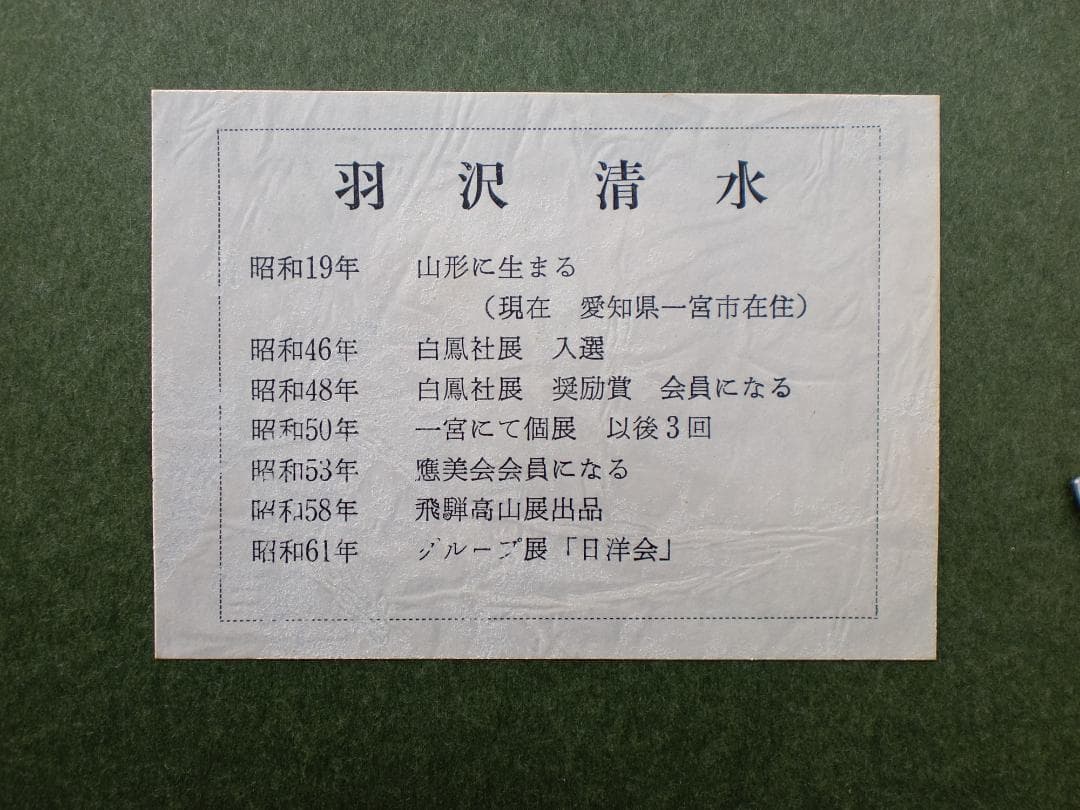 羽沢清水
昭和19年 山形に生まる
（現在 愛知県一宮市在住）
昭和46年 白鳳社展 入選
昭和48年 白鳳社展 奨励賞 会員になる
昭和50年 一宮にて個展 以後3回
昭和53年 應美会会員になる
昭和58年 飛騨高山展出品
昭和61年 グループ展「日洋会」